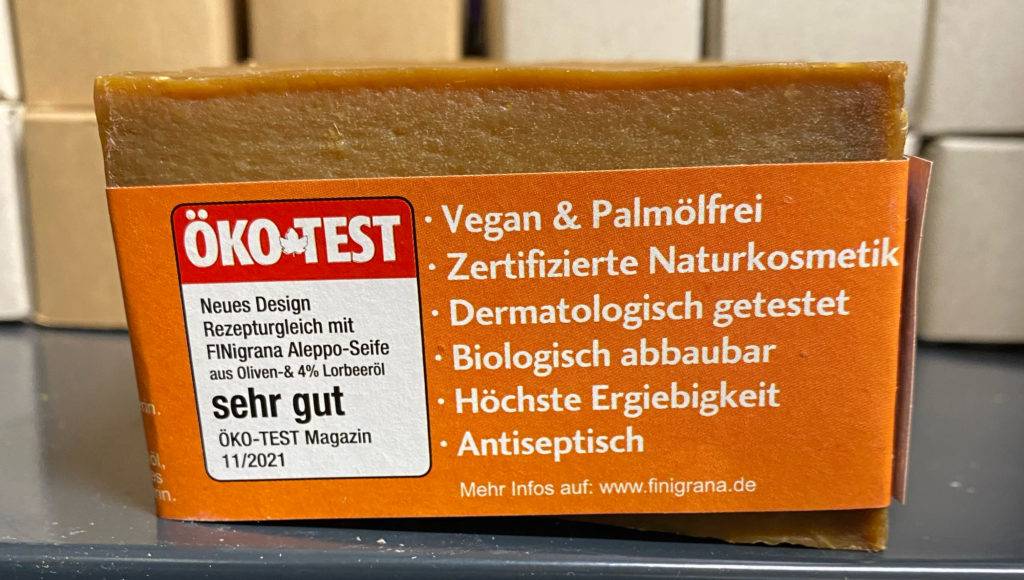 ÖKO TEST
Neues Design
Rezepturgleich mit
FINigrana Aleppo-Seife
aus Oliven-& 4% Lorbeeröl
sehr gut
ÖKO-TEST Magazin
11/2021
· Vegan & Palmölfrei
· Zertifizierte Naturkosmetik
· Dermatologisch getestet
· Biologisch abbaubar
· Höchste Ergiebigkeit
· Antiseptisch
Mehr Infos auf: www.finigrana.de